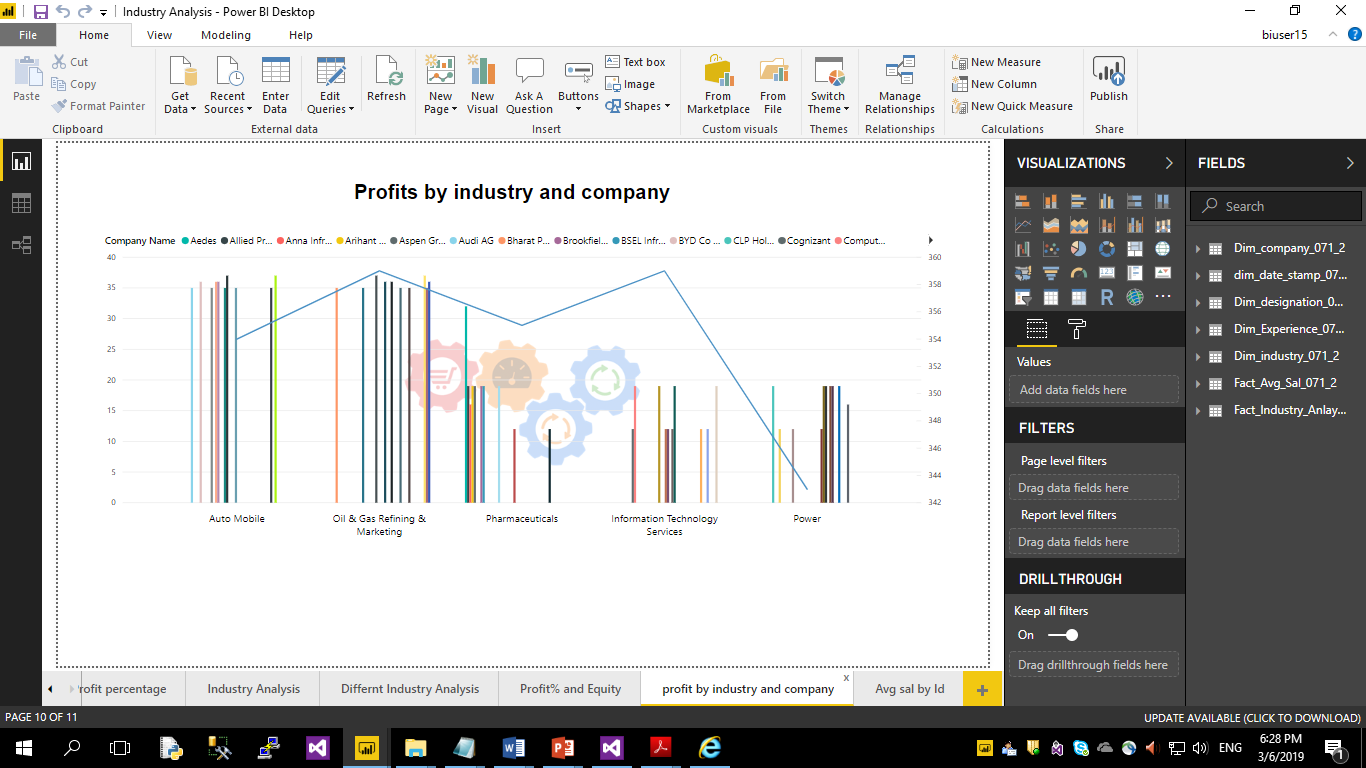 Industry Analysis - Power BI Desktop
File Home View Modeling Help biuser15
Paste Cut Copy Format Painter
Get Data Recent Sources Enter Data Edit Queries Refresh
New Page New Visual Ask A Question Buttons Text box Image Shapes
From Marketplace From File Switch Theme Manage Relationships
New Measure New Column New Quick Measure Publish
Clipboard External data Insert Custom visuals Themes Relationships Calculations Share
Profits by industry and company
Company Name Aedes Allied Pr... Anna Infr... Arihant ... Aspen Gr... Audi AG Bharat P... Brookfiel... BSEL Infr... BYD Co ... CLP Hol... Cognizant Comput...
40 360
35 358
30 356
25 354
20 352
15 350
10 348
5 346
0 344
342
Auto Mobile
Oil & Gas Refining &
Marketing
Pharmaceuticals
Information Technology
Services
Power
VISUALIZATIONS
R
Values
Add data fields here
FILTERS
Page level filters
Drag data fields here
Report level filters
Drag data fields here
DRILLTHROUGH
Keep all filters
On
Drag drillthrough fields here
FIELDS
Search
Dim_company_071_2
dim_date_stamp_07...
Dim_designation_0...
Dim_Experience_07...
Dim_industry_071_2
Fact_Avg_Sal_071_2
Fact_Industry_Anlay...
rofit percentage Industry Analysis Differnt Industry Analysis Profit% and Equity profit by industry and company x Avg sal by Id
PAGE 10 OF 11 UPDATE AVAILABLE (CLICK TO DOWNLOAD)
ENG 6:28 PM
3/6/2019 1